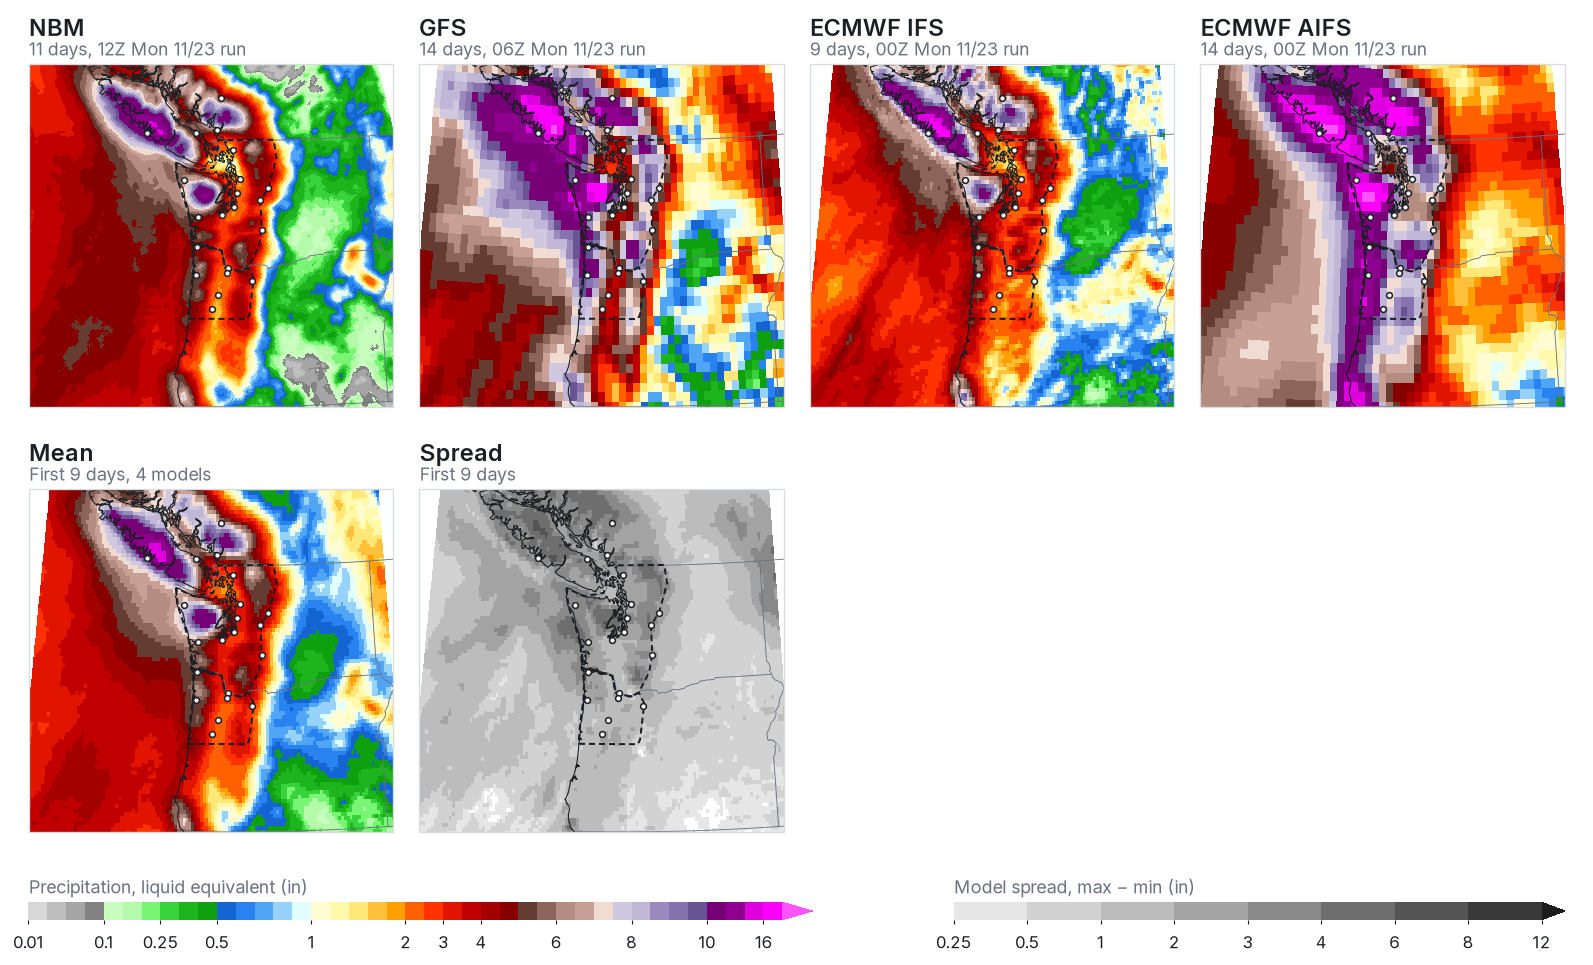 NBM
11 days, 12Z Mon 11/23 run
GFS
14 days, 06Z Mon 11/23 run
ECMWF IFS
9 days, 00Z Mon 11/23 run
ECMWF AIFS
14 days, 00Z Mon 11/23 run
Mean
First 9 days, 4 models
Spread
First 9 days
Precipitation, liquid equivalent (in)
0.01 0.1 0.25 0.5 1 2 3 4 6 8 10 16
Model spread, max − min (in)
0.25 0.5 1 2 3 4 6 8 12